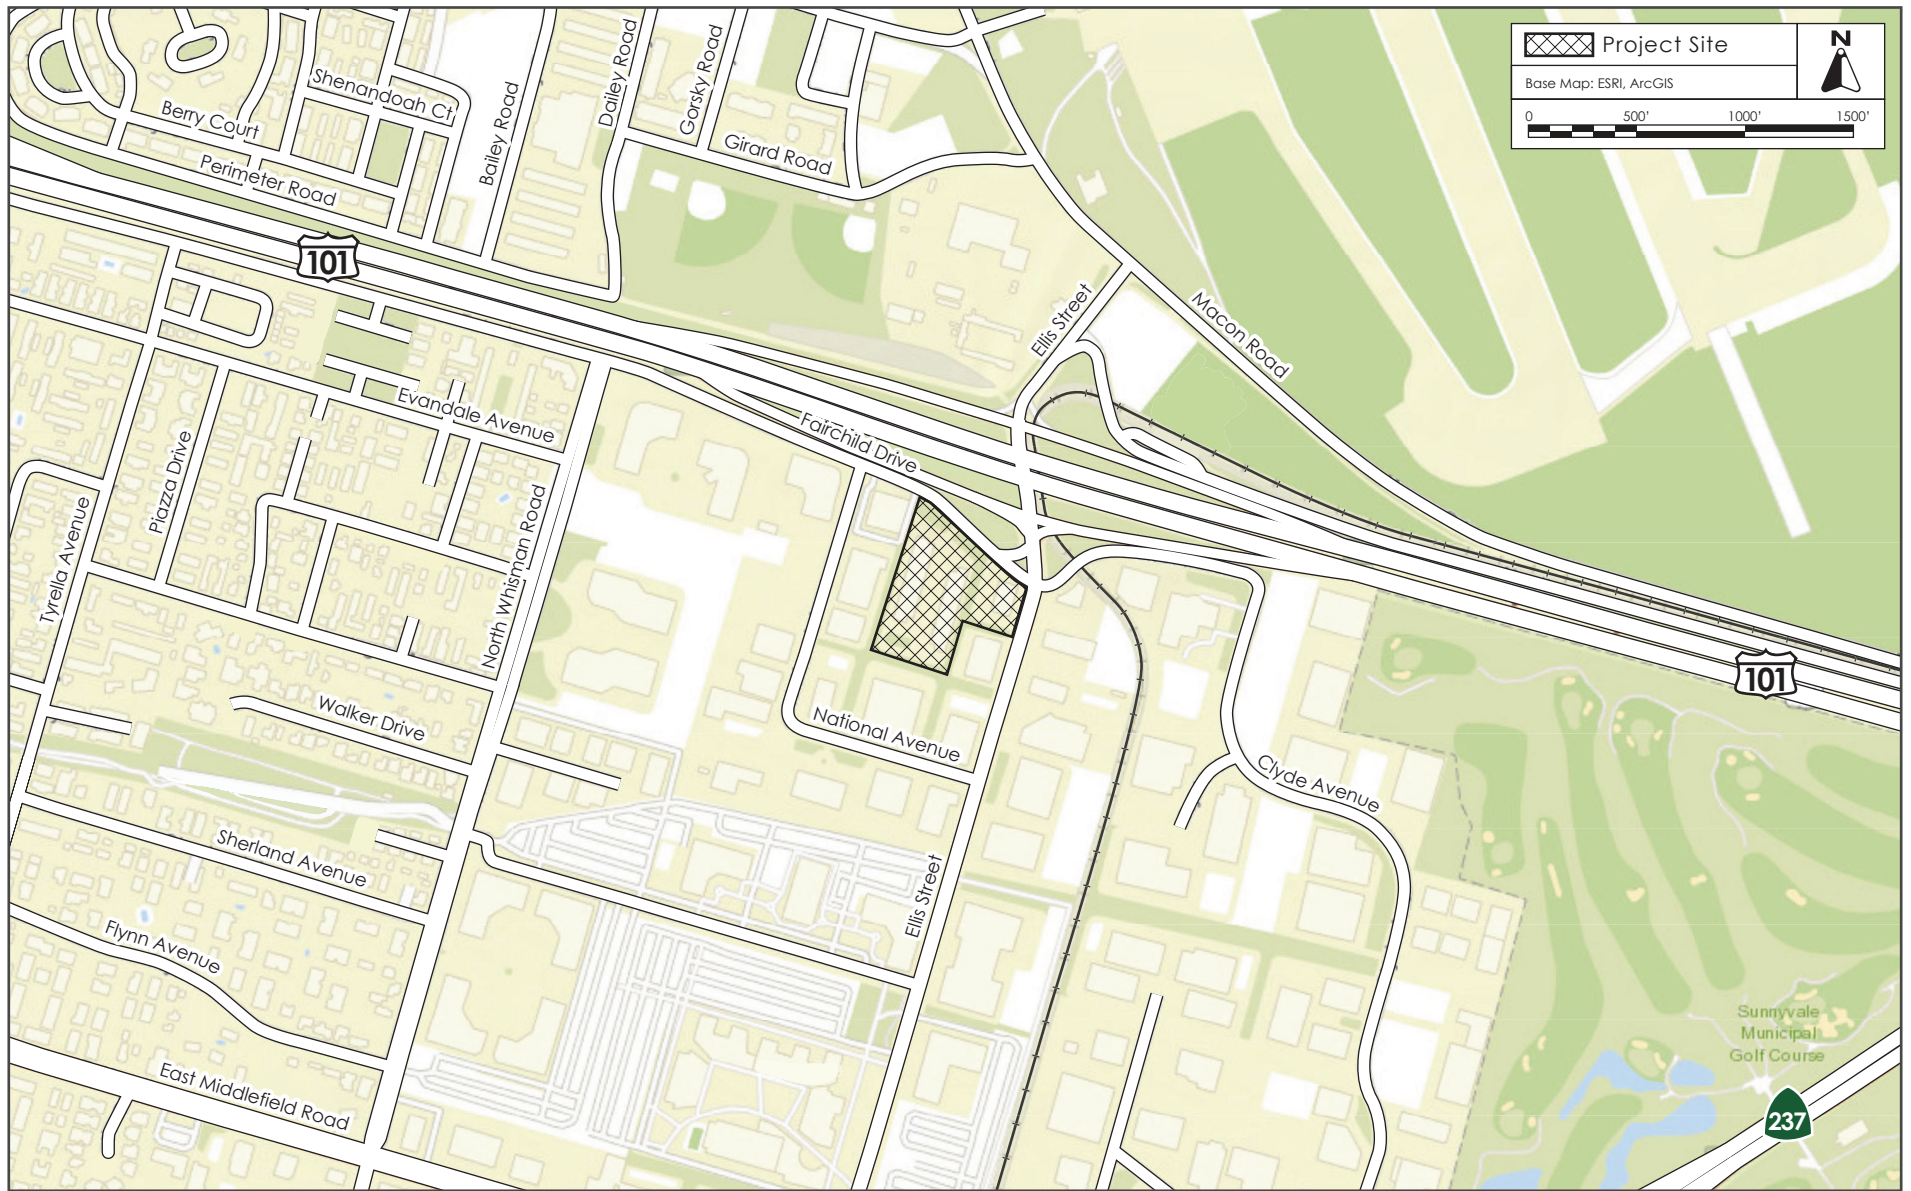 Project Site
N
Base Map: ESRI, ArcGIS
0 500' 1000' 1500'
Shenandoah Ct
Berry Court
Perimeter Road
Bailey Road
Dailey Road
Gorsky Road
Girard Road
101
Ellis Street
Macon Road
Evandale Avenue
Fairchild Drive
Piazza Drive
Tyrella Avenue
North Whisman Road
101
Walker Drive
National Avenue
Clyde Avenue
Sherland Avenue
Ellis Street
Flynn Avenue
East Middlefield Road
Sunnyvale
Municipal
Golf Course
237